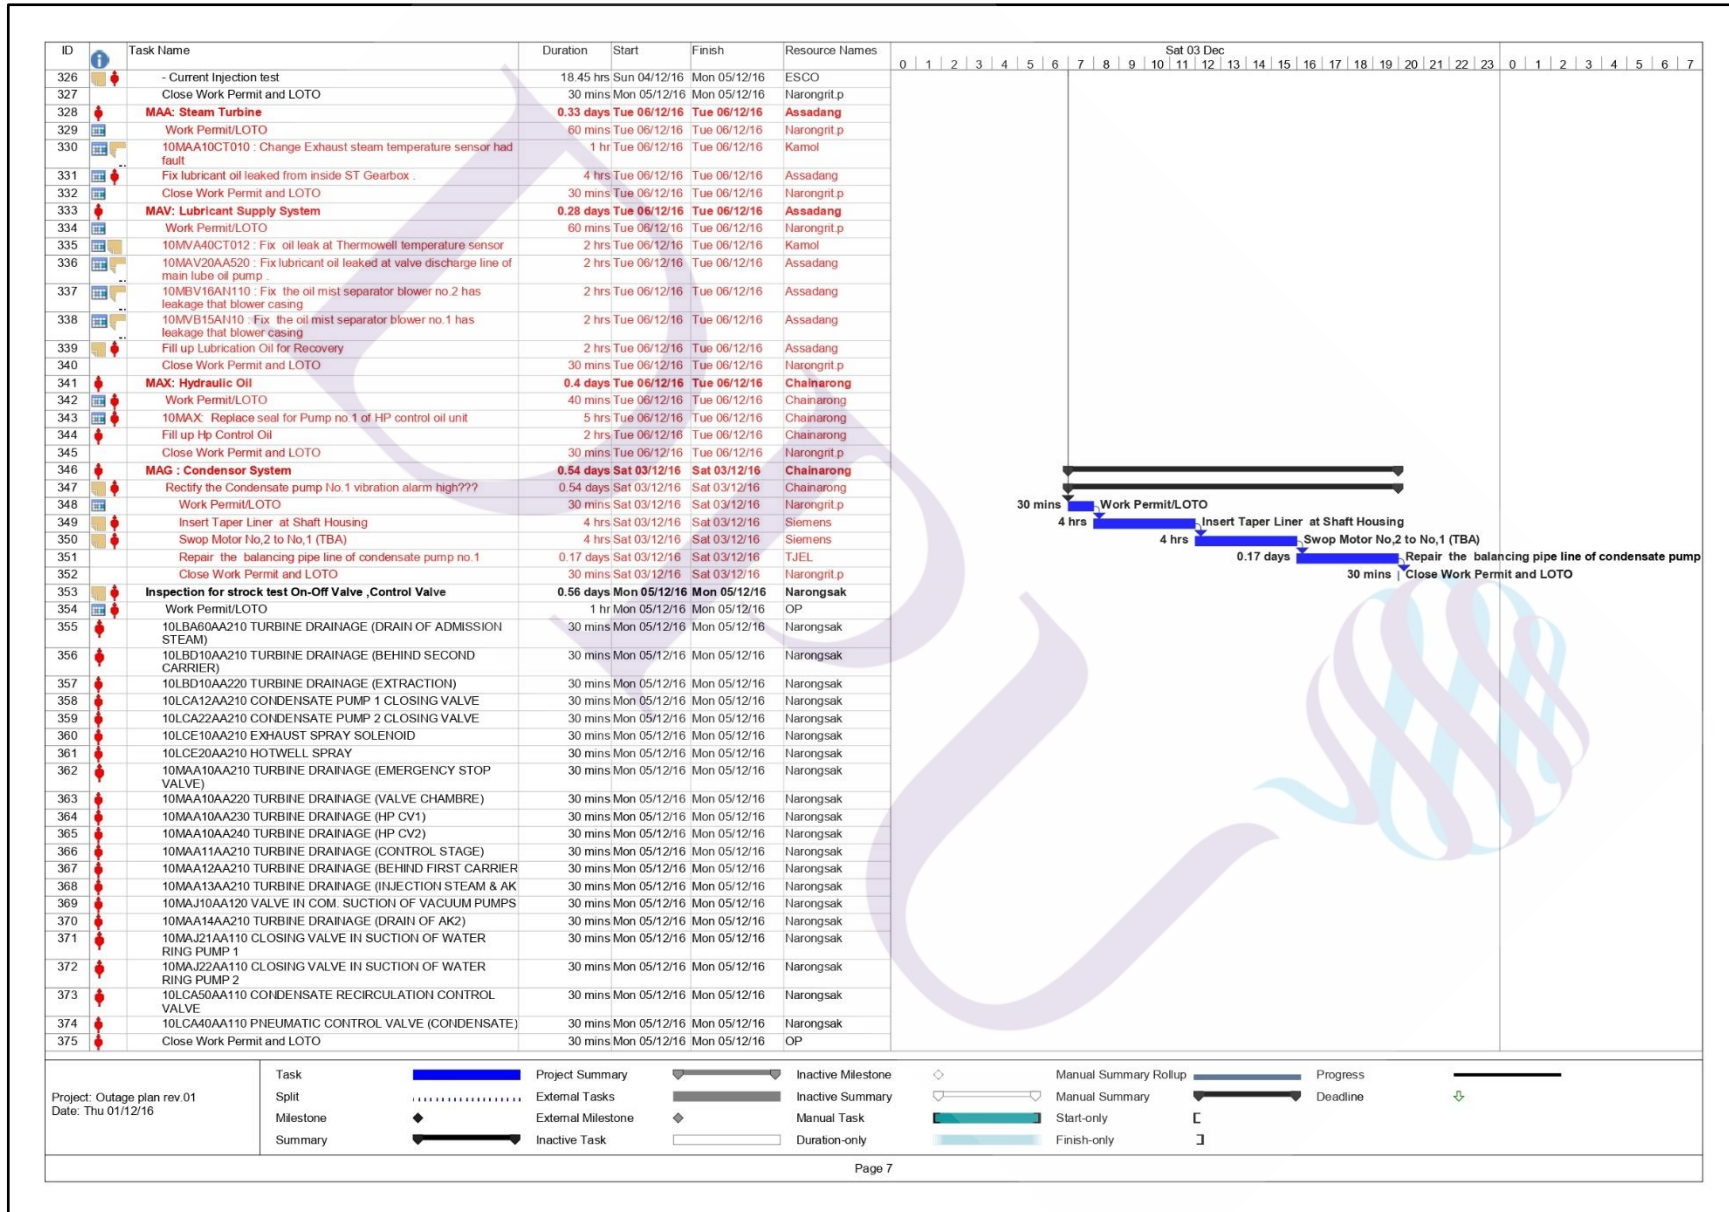 ID Task Name Duration Start Finish Resource Names Sat 03 Dec
0 1 2 3 4 5 6 7 8 9 10 11 12 13 14 15 16 17 18 19 20 21 22 23 0 1 2 3 4 5 6 7
326 - Current Injection test 18.45 hrs Sun 04/12/16 Mon 05/12/16 ESCO
327 Close Work Permit and LOTO 30 mins Mon 05/12/16 Mon 05/12/16 Narongrit.p
328 MAA: Steam Turbine 0.33 days Tue 06/12/16 Tue 06/12/16 Assadang
329 Work Permit/LOTO 60 mins Tue 06/12/16 Tue 06/12/16 Narongrit.p
330 10MAA10CT010 : Change Exhaust steam temperature sensor had 1 hr Tue 06/12/16 Tue 06/12/16 Kamol
fault
331 Fix lubricant oil leaked from inside ST Gearbox . 4 hrs Tue 06/12/16 Tue 06/12/16 Assadang
332 Close Work Permit and LOTO 30 mins Tue 06/12/16 Tue 06/12/16 Narongrit.p
333 MAV: Lubricant Supply System 0.28 days Tue 06/12/16 Tue 06/12/16 Assadang
334 Work Permit/LOTO 60 mins Tue 06/12/16 Tue 06/12/16 Narongrit.p
335 10MVA40CT012 : Fix oil leak at Thermowell temperature sensor 2 hrs Tue 06/12/16 Tue 06/12/16 Kamol
336 10MAV20AA520 : Fix lubricant oil leaked at valve discharge line of 2 hrs Tue 06/12/16 Tue 06/12/16 Assadang
main lube oil pump .
337 10MBV16AN110 : Fix the oil mist separator blower no.2 has 2 hrs Tue 06/12/16 Tue 06/12/16 Assadang
leakage that blower casing
338 10MVB15AN10 : Fix the oil mist separator blower no.1 has 2 hrs Tue 06/12/16 Tue 06/12/16 Assadang
leakage that blower casing
339 Fill up Lubrication Oil for Recovery 2 hrs Tue 06/12/16 Tue 06/12/16 Assadang
340 Close Work Permit and LOTO 30 mins Tue 06/12/16 Tue 06/12/16 Narongrit.p
341 MAX: Hydraulic Oil 0.4 days Tue 06/12/16 Tue 06/12/16 Chainarong
342 Work Permit/LOTO 40 mins Tue 06/12/16 Tue 06/12/16 Chainarong
343 10MAX: Replace seal for Pump no.1 of HP control oil unit 5 hrs Tue 06/12/16 Tue 06/12/16 Chainarong
344 Fill up Hp Control Oil 2 hrs Tue 06/12/16 Tue 06/12/16 Chainarong
345 Close Work Permit and LOTO 30 mins Tue 06/12/16 Tue 06/12/16 Narongrit.p
346 MAG : Condensor System 0.54 days Sat 03/12/16 Sat 03/12/16 Chainarong
347 Rectify the Condensate pump No.1 vibration alarm high??? 0.54 days Sat 03/12/16 Sat 03/12/16 Chainarong
348 Work Permit/LOTO 30 mins Sat 03/12/16 Sat 03/12/16 Narongrit.p 30 mins Work Permit/LOTO
349 Insert Taper Liner at Shaft Housing 4 hrs Sat 03/12/16 Sat 03/12/16 Siemens 4 hrs Insert Taper Liner at Shaft Housing
350 Swop Motor No,2 to No,1 (TBA) 4 hrs Sat 03/12/16 Sat 03/12/16 Siemens 4 hrs Swop Motor No,2 to No,1 (TBA)
351 Repair the balancing pipe line of condensate pump no.1 0.17 days Sat 03/12/16 Sat 03/12/16 TJEL 0.17 days Repair the balancing pipe line of condensate pump
352 Close Work Permit and LOTO 30 mins Sat 03/12/16 Sat 03/12/16 Narongrit.p 30 mins Close Work Permit and LOTO
353 Inspection for strock test On-Off Valve ,Control Valve 0.56 days Mon 05/12/16 Mon 05/12/16 Narongsak
354 Work Permit/LOTO 1 hr Mon 05/12/16 Mon 05/12/16 OP
355 10LBA60AA210 TURBINE DRAINAGE (DRAIN OF ADMISSION 30 mins Mon 05/12/16 Mon 05/12/16 Narongsak
STEAM)
356 10LBD10AA210 TURBINE DRAINAGE (BEHIND SECOND 30 mins Mon 05/12/16 Mon 05/12/16 Narongsak
CARRIER)
357 10LBD10AA220 TURBINE DRAINAGE (EXTRACTION) 30 mins Mon 05/12/16 Mon 05/12/16 Narongsak
358 10LCA12AA210 CONDENSATE PUMP 1 CLOSING VALVE 30 mins Mon 05/12/16 Mon 05/12/16 Narongsak
359 10LCA22AA210 CONDENSATE PUMP 2 CLOSING VALVE 30 mins Mon 05/12/16 Mon 05/12/16 Narongsak
360 10LCE10AA210 EXHAUST SPRAY SOLENOID 30 mins Mon 05/12/16 Mon 05/12/16 Narongsak
361 10LCE20AA210 HOTWELL SPRAY 30 mins Mon 05/12/16 Mon 05/12/16 Narongsak
362 10MAA10AA210 TURBINE DRAINAGE (EMERGENCY STOP 30 mins Mon 05/12/16 Mon 05/12/16 Narongsak
VALVE)
363 10MAA10AA220 TURBINE DRAINAGE (VALVE CHAMBRE) 30 mins Mon 05/12/16 Mon 05/12/16 Narongsak
364 10MAA10AA230 TURBINE DRAINAGE (HP CV1) 30 mins Mon 05/12/16 Mon 05/12/16 Narongsak
365 10MAA10AA240 TURBINE DRAINAGE (HP CV2) 30 mins Mon 05/12/16 Mon 05/12/16 Narongsak
366 10MAA11AA210 TURBINE DRAINAGE (CONTROL STAGE) 30 mins Mon 05/12/16 Mon 05/12/16 Narongsak
367 10MAA12AA210 TURBINE DRAINAGE (BEHIND FIRST CARRIER 30 mins Mon 05/12/16 Mon 05/12/16 Narongsak
368 10MAA13AA210 TURBINE DRAINAGE (INJECTION STEAM & AK 30 mins Mon 05/12/16 Mon 05/12/16 Narongsak
369 10MAJ10AA120 VALVE IN COM. SUCTION OF VACUUM PUMPS 30 mins Mon 05/12/16 Mon 05/12/16 Narongsak
370 10MAA14AA210 TURBINE DRAINAGE (DRAIN OF AK2) 30 mins Mon 05/12/16 Mon 05/12/16 Narongsak
371 10MAJ21AA110 CLOSING VALVE IN SUCTION OF WATER 30 mins Mon 05/12/16 Mon 05/12/16 Narongsak
RING PUMP 1
372 10MAJ22AA110 CLOSING VALVE IN SUCTION OF WATER 30 mins Mon 05/12/16 Mon 05/12/16 Narongsak
RING PUMP 2
373 10LCA50AA110 CONDENSATE RECIRCULATION CONTROL 30 mins Mon 05/12/16 Mon 05/12/16 Narongsak
VALVE
374 10LCA40AA110 PNEUMATIC CONTROL VALVE (CONDENSATE) 30 mins Mon 05/12/16 Mon 05/12/16 Narongsak
375 Close Work Permit and LOTO 30 mins Mon 05/12/16 Mon 05/12/16 OP
Project: Outage plan rev.01
Date: Thu 01/12/16
Task Project Summary Inactive Milestone Manual Summary Rollup Progress
Split External Tasks Inactive Summary Manual Summary Deadline
Milestone External Milestone Manual Task Start-only
Summary Inactive Task Duration-only Finish-only
Page 7